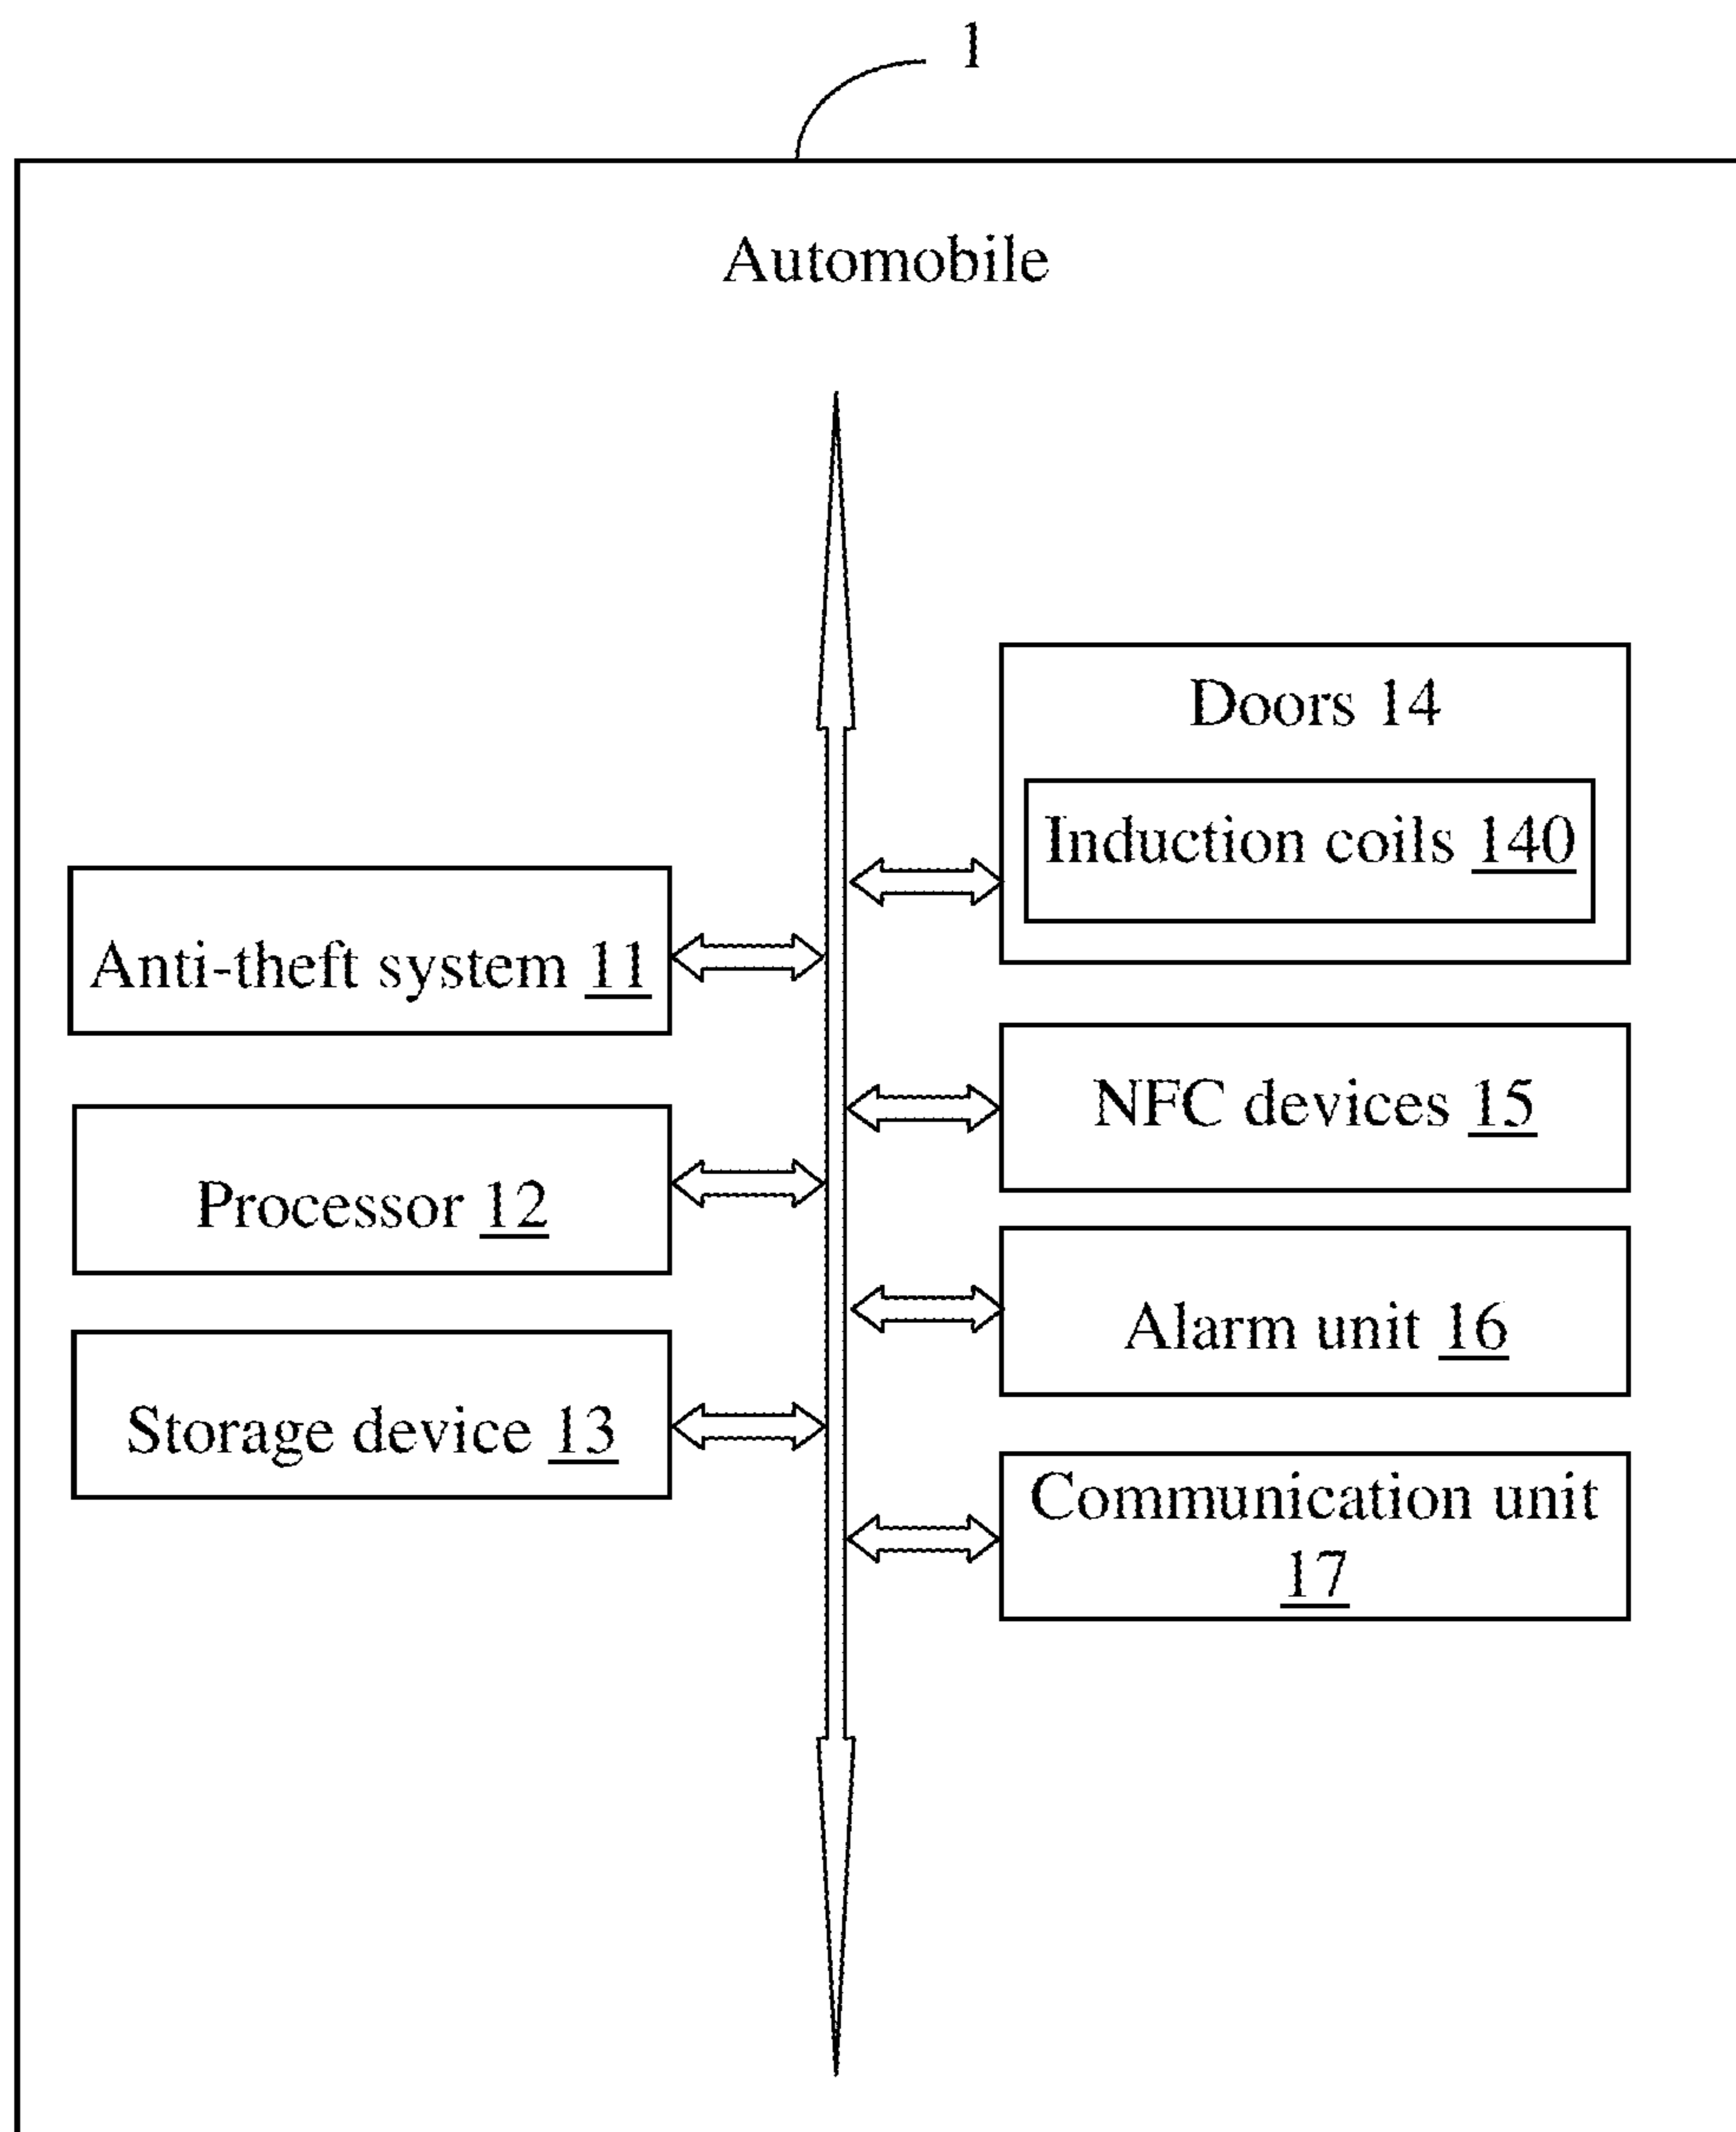 1
Automobile
Anti-theft system 11
Processor 12
Storage device 13
Doors 14
Induction coils 140
NFC devices 15
Alarm unit 16
Communication unit
17